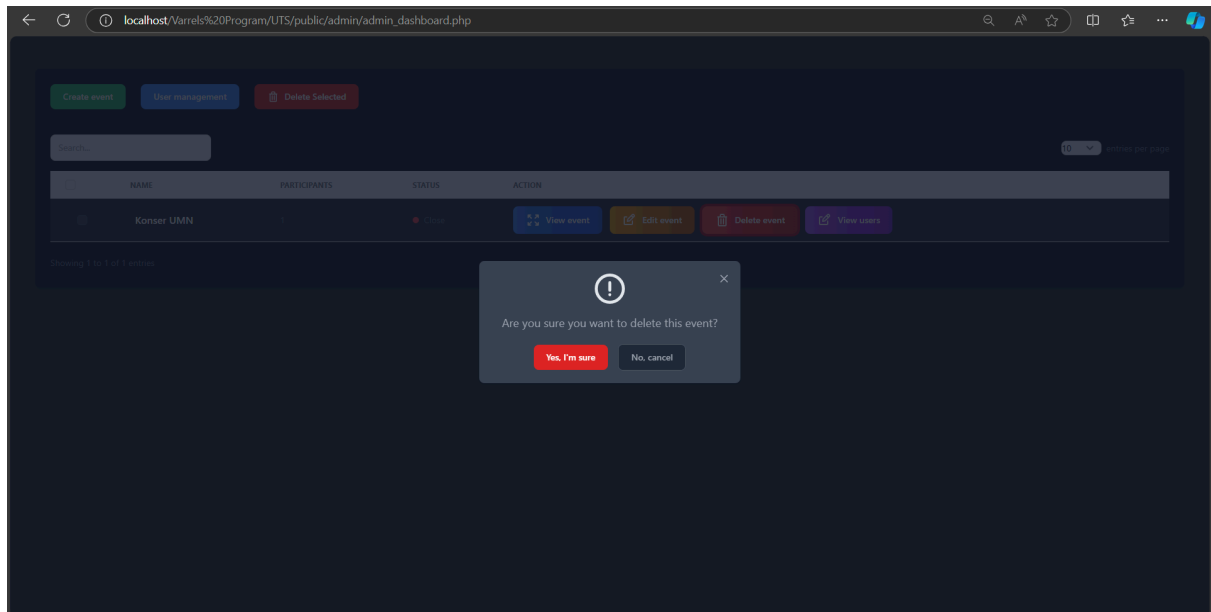 localhost/Varrels%20Program/UTS/public/admin/admin_dashboard.php
Create event User management Delete Selected
Search... 10 entries per page
NAME PARTICIPANTS STATUS ACTION
Konser UMN Close View event Edit event Delete event View users
Showing 1 to 1 of 1 entries
Are you sure you want to delete this event?
Yes, I'm sure No, cancel